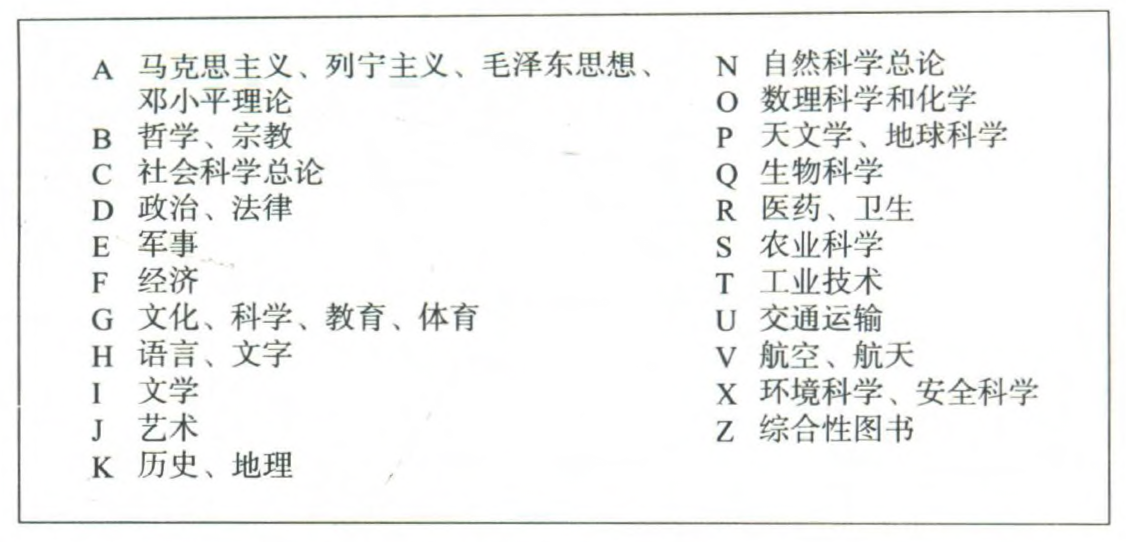 A 马克思主义、列宁主义、毛泽东思想、
邓小平理论
B 哲学、宗教
C 社会科学总论
D 政治、法律
E 军事
F 经济
G 文化、科学、教育、体育
H 语言、文字
I 文学
J 艺术
K 历史、地理
N 自然科学总论
O 数理科学和化学
P 天文学、地球科学
Q 生物科学
R 医药、卫生
S 农业科学
T 工业技术
U 交通运输
V 航空、航天
X 环境科学、安全科学
Z 综合性图书